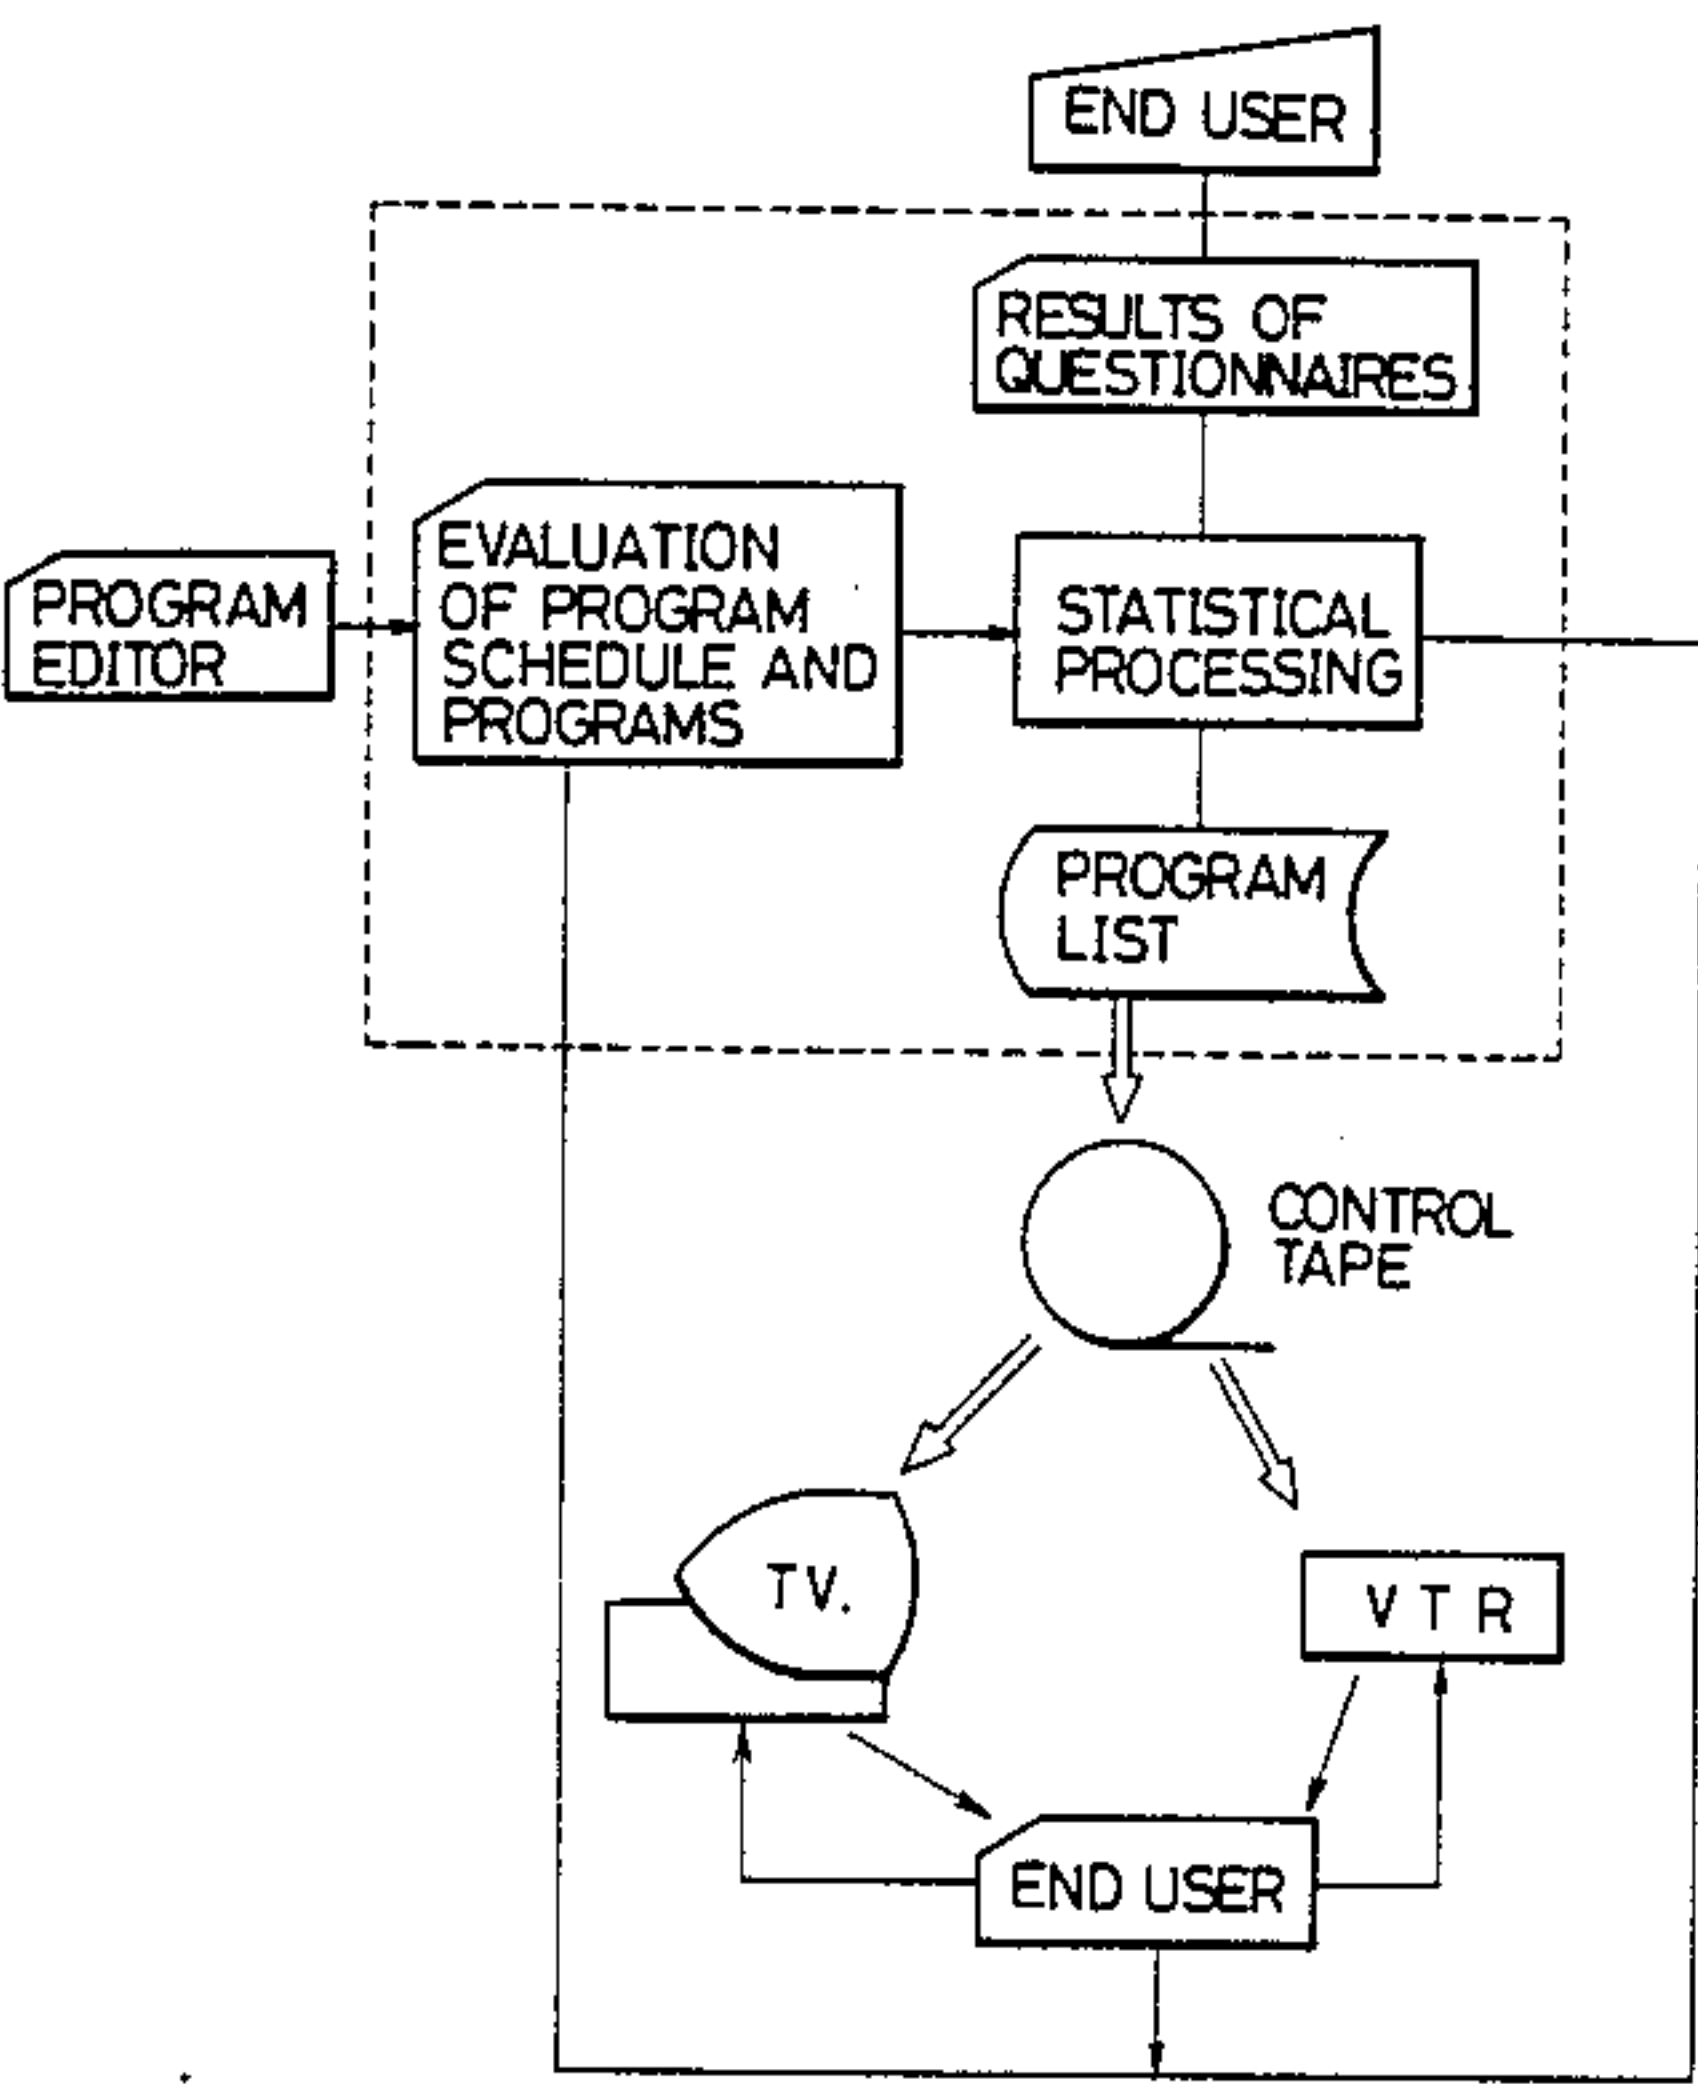 END USER
RESULTS OF
QUESTIONNAIRES
EVALUATION
OF PROGRAM
SCHEDULE AND
PROGRAMS
PROGRAM
EDITOR
STATISTICAL
PROCESSING
PROGRAM
LIST
CONTROL
TAPE
TV.
VTR
END USER